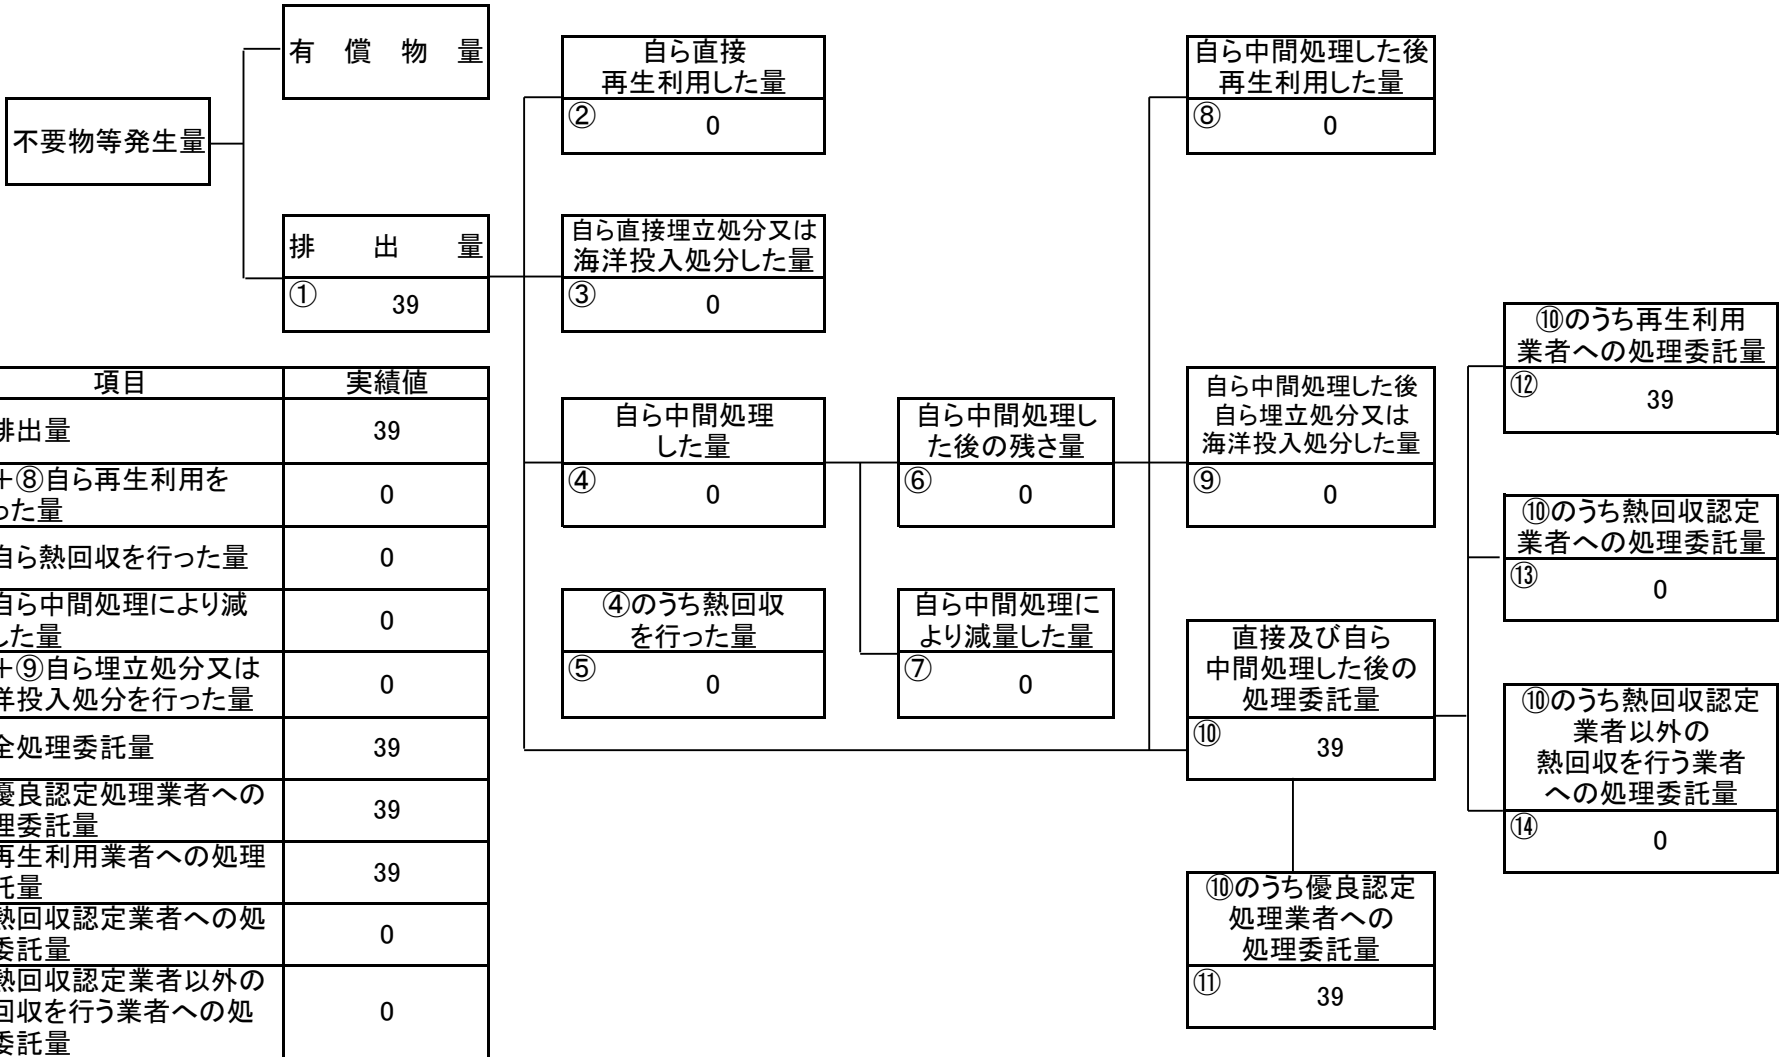 有償物量
不要物等発生量
排出量
①
39
自ら直接
再生利用した量
②
0
自ら直接埋立処分又は
海洋投入処分した量
③
0
自ら中間処理
した量
④
0
④のうち熱回収
を行った量
⑤
0
自ら中間処理し
た後の残さ量
⑥
0
自ら中間処理に
より減量した量
⑦
0
自ら中間処理した後
再生利用した量
⑧
0
自ら中間処理した後
自ら埋立処分又は
海洋投入処分した量
⑨
0
直接及び自ら
中間処理した後の
処理委託量
⑩
39
⑩のうち優良認定
処理業者への
処理委託量
⑪
39
⑩のうち再生利用
業者への処理委託量
⑫
39
⑩のうち熱回収認定
業者への処理委託量
⑬
0
⑩のうち熱回収認定
業者以外の
熱回収を行う業者
への処理委託量
⑭
0
項目 実績値
排出量 39
+⑧自ら再生利用を
った量 0
自ら熱回収を行った量 0
自ら中間処理により減
した量 0
+⑨自ら埋立処分又は
洋投入処分を行った量 0
全処理委託量 39
優良認定処理業者への
理委託量 39
再生利用業者への処理
託量 39
熱回収認定業者への処
委託量 0
熱回収認定業者以外の
回収を行う業者への処
委託量 0